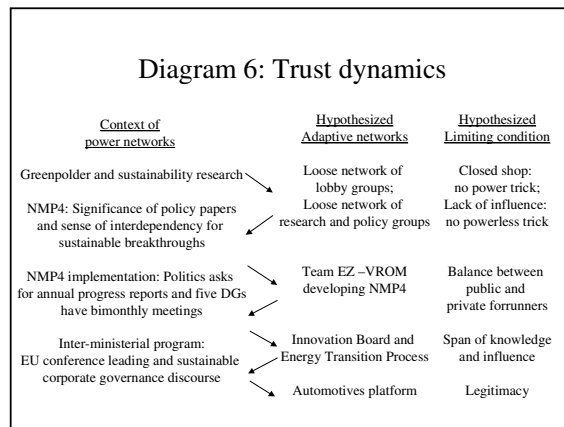 Diagram 6: Trust dynamics
Context of
power networks
Hypothesized
Adaptive networks
Hypothesized
Limiting condition
Greenpolder and sustainability research
Loose network of
lobby groups;
Loose network of
research and policy groups
Closed shop:
no power trick;
Lack of influence:
no powerless trick
NMP4: Significance of policy papers
and sense of interdependency for
sustainable breakthroughs
NMP4 implementation: Politics asks
for annual progress reports and five DGs
have bimonthly meetings
Team EZ –VROM
developing NMP4
Balance between
public and
private forrunners
Inter-ministerial program:
EU conference leading and sustainable
corporate governance discourse
Innovation Board and
Energy Transition Process
Span of knowledge
and influence
Automotives platform
Legitimacy